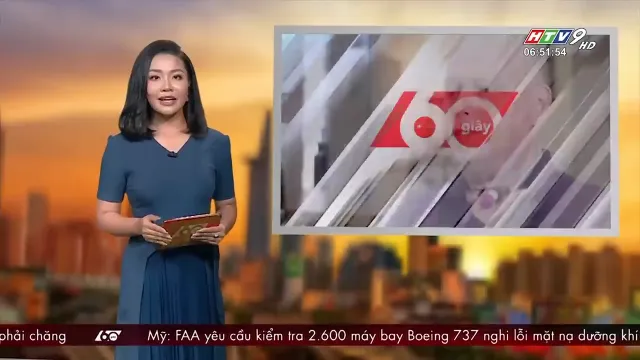 HTV9 HD
06:51:54
60 giây
phải chăng 60 Mỹ: FAA yêu cầu kiểm tra 2.600 máy bay Boeing 737 nghi lỗi mặt nạ dưỡng khí